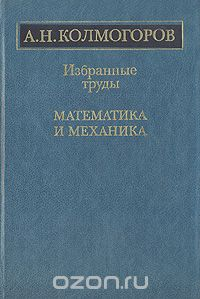 А.Н.КОЛМОГОРОВ
Избранные
труды
МАТЕМАТИКА
И МЕХАНИКА
OZON.ru